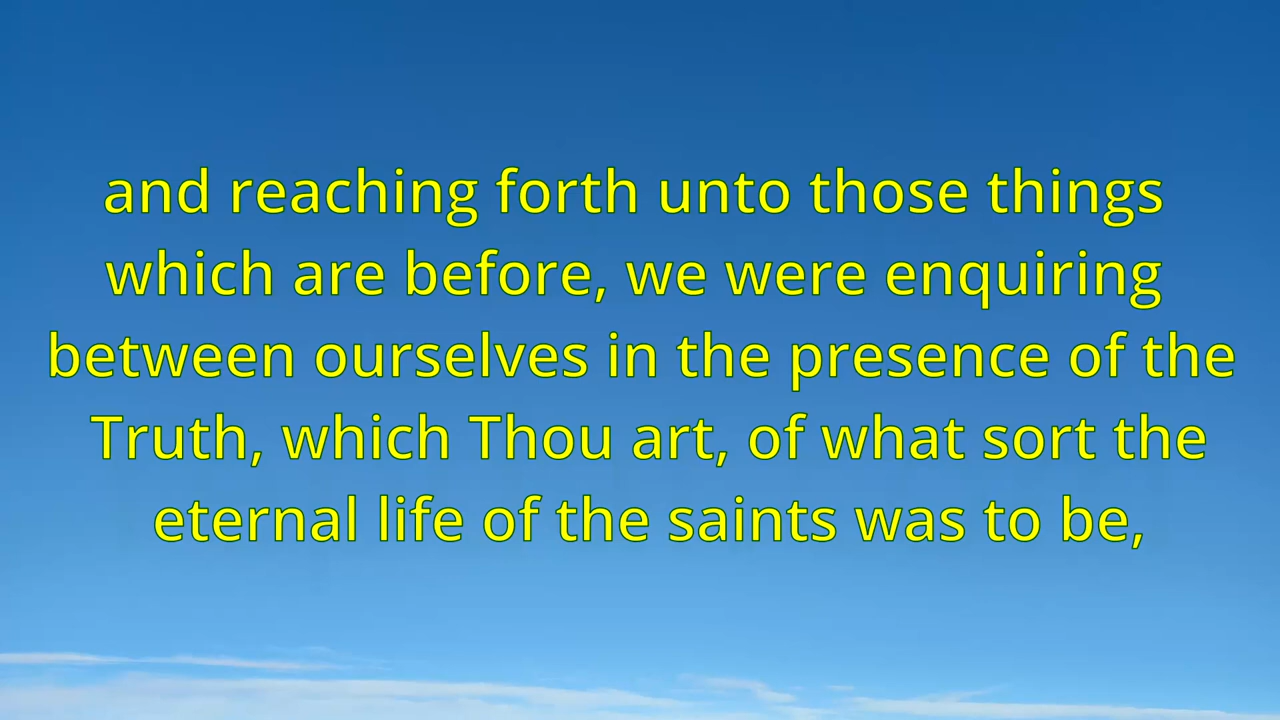 and reaching forth unto those things
which are before, we were enquiring
between ourselves in the presence of the
Truth, which Thou art, of what sort the
eternal life of the saints was to be,